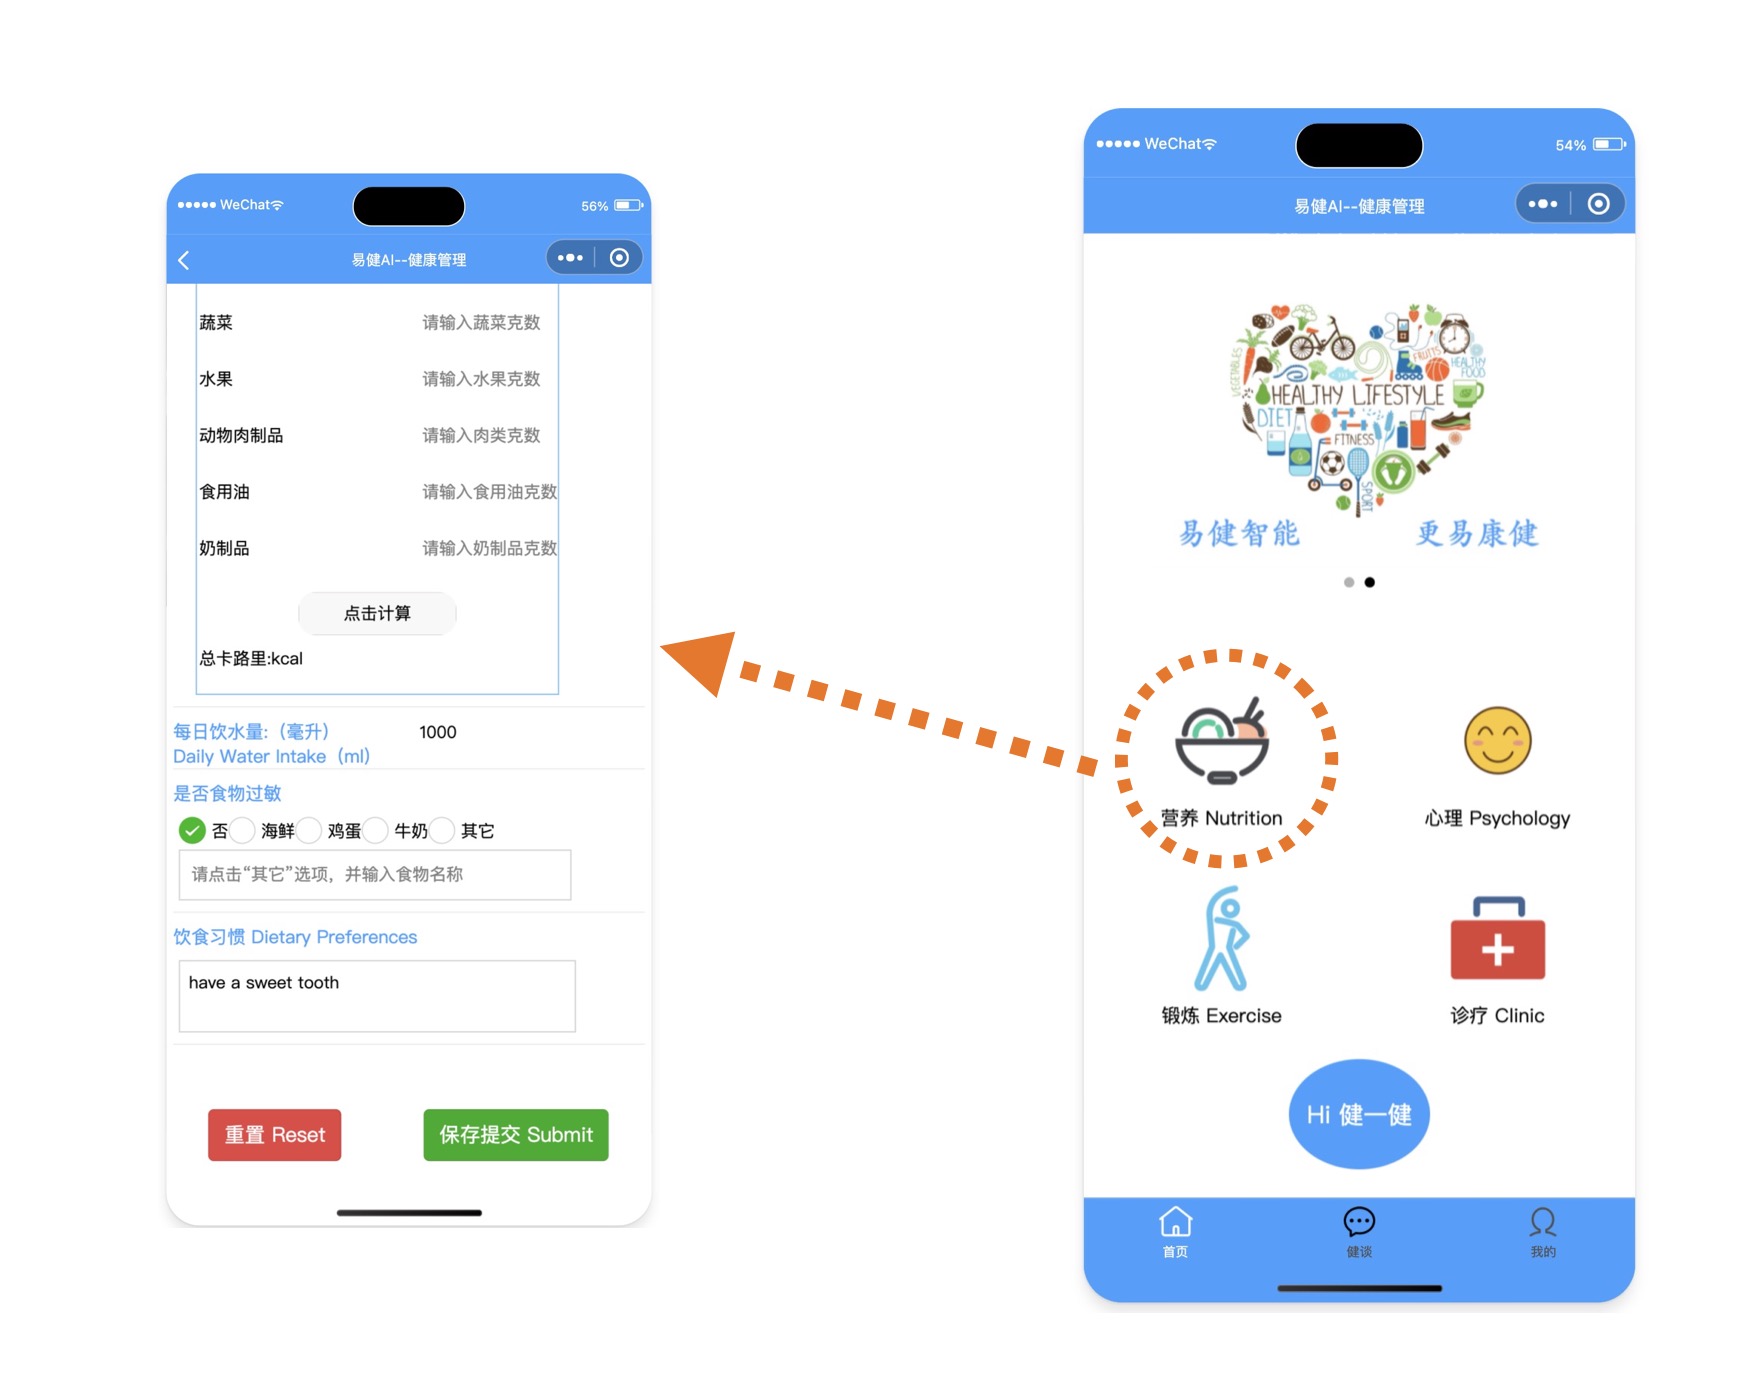 WeChat
56%
易健AI--健康管理
蔬菜 请输入蔬菜克数
水果 请输入水果克数
动物肉制品 请输入肉类克数
食用油 请输入食用油克数
奶制品 请输入奶制品克数
点击计算
总卡路里:kcal
每日饮水量:（毫升） 1000
Daily Water Intake（ml）
是否食物过敏
否 海鲜 鸡蛋 牛奶 其它
请点击“其它”选项，并输入食物名称
饮食习惯 Dietary Preferences
have a sweet tooth
重置 Reset 保存提交 Submit
WeChat
54%
易健AI--健康管理
VEGETABLES
FRUITS
HEALTHY
FOOD
HEALTHY LIFESTYLE
DIET
FITNESS
SPORT
易健智能 更易康健
营养 Nutrition 心理 Psychology
锻炼 Exercise 诊疗 Clinic
Hi 健一健
首页 健谈 我的